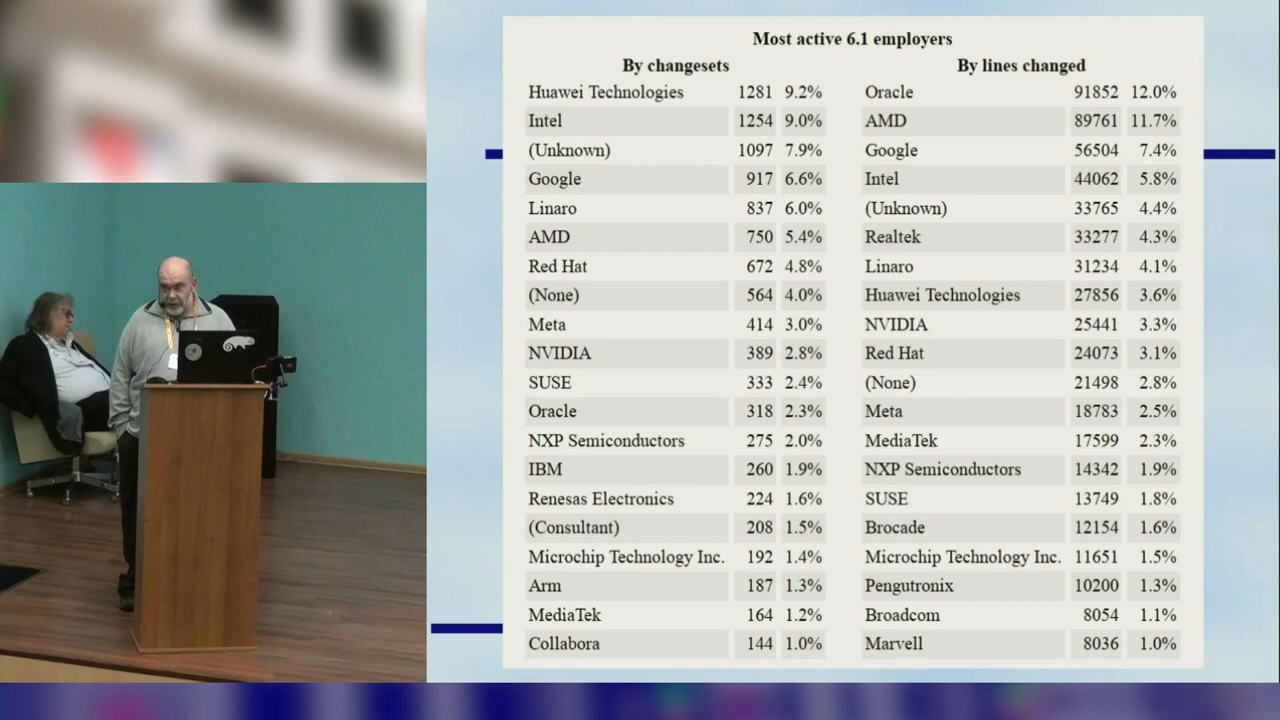 Most active 6.1 employers
By changesets
Huawei Technologies 1281 9.2%
Intel 1254 9.0%
(Unknown) 1097 7.9%
Google 917 6.6%
Linaro 837 6.0%
AMD 750 5.4%
Red Hat 672 4.8%
(None) 564 4.0%
Meta 414 3.0%
NVIDIA 389 2.8%
SUSE 333 2.4%
Oracle 318 2.3%
NXP Semiconductors 275 2.0%
IBM 260 1.9%
Renesas Electronics 224 1.6%
(Consultant) 208 1.5%
Microchip Technology Inc. 192 1.4%
Arm 187 1.3%
MediaTek 164 1.2%
Collabora 144 1.0%
By lines changed
Oracle 91852 12.0%
AMD 89761 11.7%
Google 56504 7.4%
Intel 44062 5.8%
(Unknown) 33765 4.4%
Realtek 33277 4.3%
Linaro 31234 4.1%
Huawei Technologies 27856 3.6%
NVIDIA 25441 3.3%
Red Hat 24073 3.1%
(None) 21498 2.8%
Meta 18783 2.5%
MediaTek 17599 2.3%
NXP Semiconductors 14342 1.9%
SUSE 13749 1.8%
Brocade 12154 1.6%
Microchip Technology Inc. 11651 1.5%
Pengutronix 10200 1.3%
Broadcom 8054 1.1%
Marvell 8036 1.0%